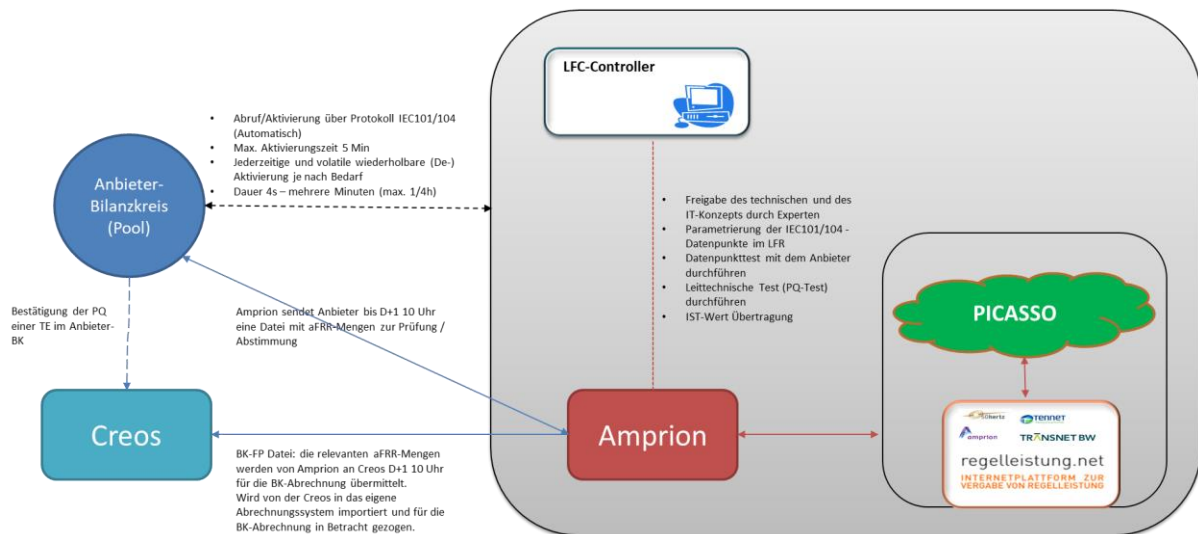 LFC-Controller
• Abruf/Aktivierung über Protokoll IEC101/104
(Automatisch)
• Max. Aktivierungszeit 5 Min
• Jederzeitige und volatile wiederholbare (De-)
Aktivierung je nach Bedarf
• Dauer 4s – mehrere Minuten (max. 1/4h)
Anbieter-
Bilanzkreis
(Pool)
• Freigabe des technischen und des
IT-Konzepts durch Experten
• Parametrierung der IEC101/104 -
Datenpunkte im LFR
• Datenpunkttest mit dem Anbieter
durchführen
• Leittechnische Test (PQ-Test)
durchführen
• IST-Wert Übertragung
Bestätigung der PQ
einer TE im Anbieter-
BK
Amprion sendet Anbieter bis D+1 10 Uhr
eine Datei mit aFRR-Mengen zur Prüfung /
Abstimmung
PICASSO
Creos
Amprion
50hertz
TENNET
amprion
TRANSNET BW
regelleistung.net
INTERNETPLATTFORM ZUR
VERGABE VON REGELLEISTUNG
BK-FP Datei: die relevanten aFRR-Mengen
werden von Amprion an Creos D+1 10 Uhr
für die BK-Abrechnung übermittelt.
Wird von der Creos in das eigene
Abrechnungssystem importiert und für die
BK-Abrechnung in Betracht gezogen.